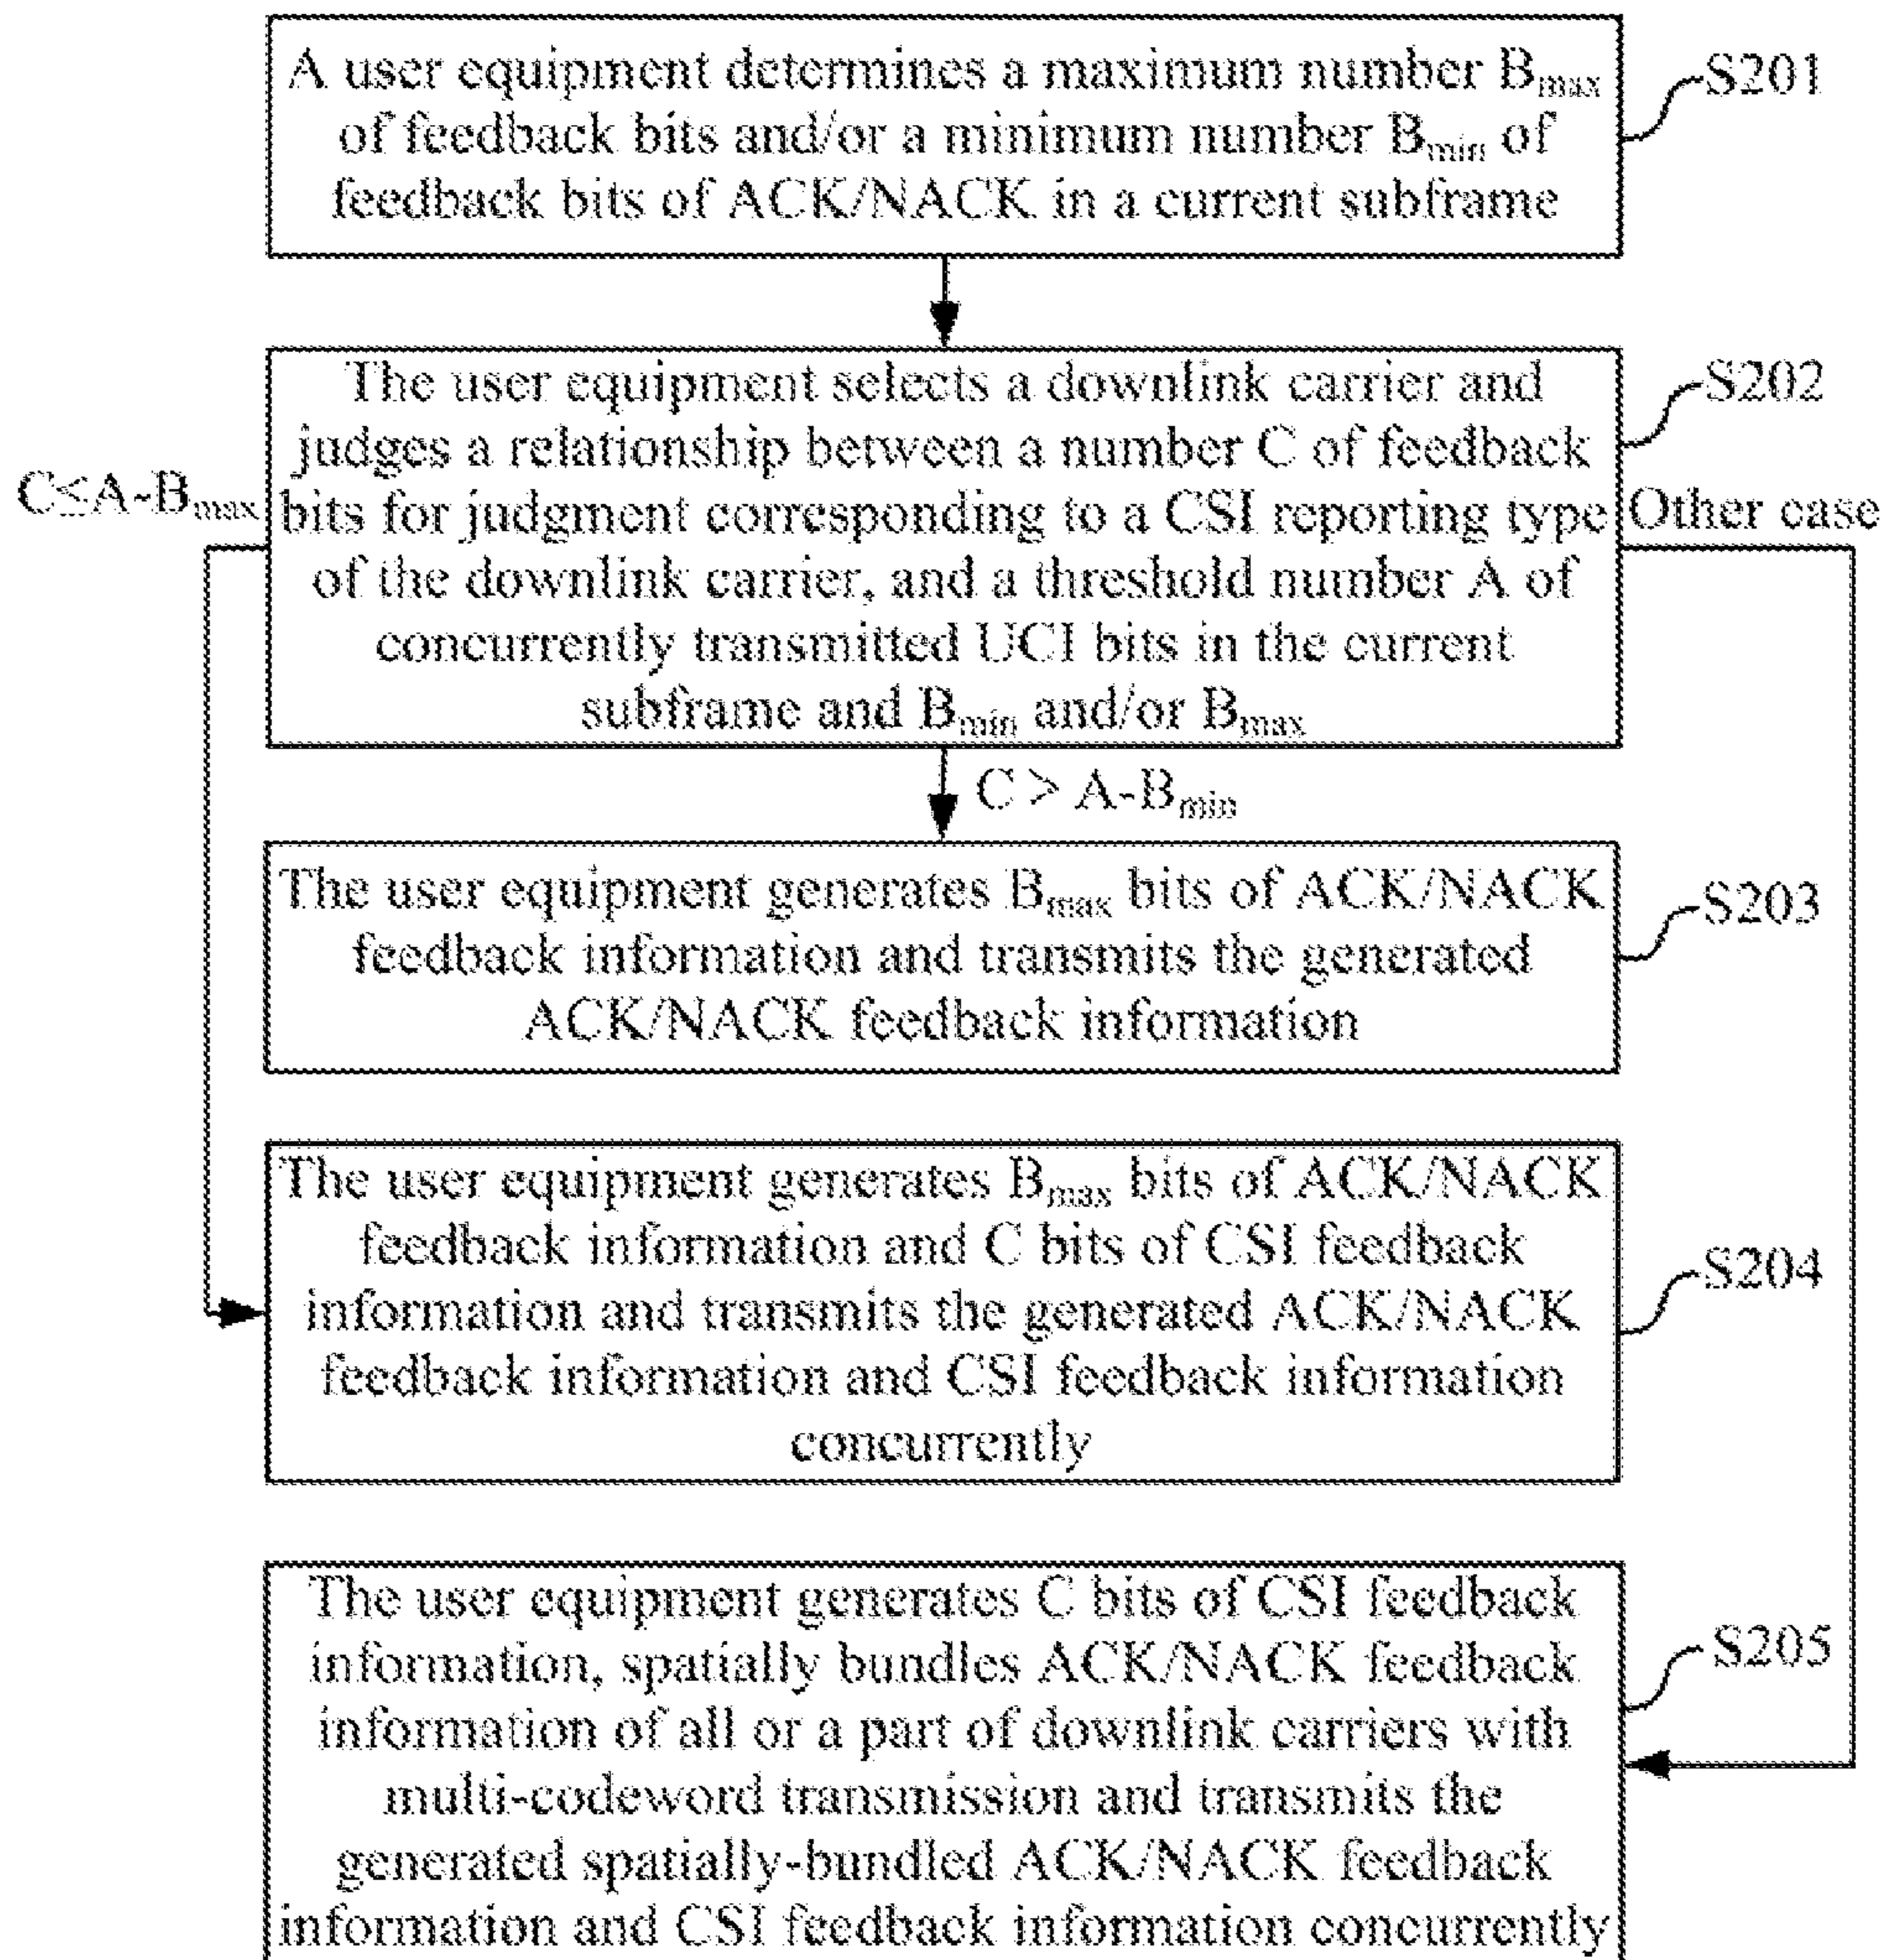 A user equipment determines a maximum number Bmax
of feedback bits and/or a minimum number Bmin of
feedback bits of ACK/NACK in a current subframe
S201
The user equipment selects a downlink carrier and
judges a relationship between a number C of feedback
bits for judgment corresponding to a CSI reporting type
of the downlink carrier, and a threshold number A of
concurrently transmitted UCI bits in the current
subframe and Bmin and/or Bmax
S202
C≤A-Bmax
Other case
C > A-Bmin
The user equipment generates Bmax bits of ACK/NACK
feedback information and transmits the generated
ACK/NACK feedback information
S203
The user equipment generates Bmax bits of ACK/NACK
feedback information and C bits of CSI feedback
information and transmits the generated ACK/NACK
feedback information and CSI feedback information
concurrently
S204
The user equipment generates C bits of CSI feedback
information, spatially bundles ACK/NACK feedback
information of all or a part of downlink carriers with
multi-codeword transmission and transmits the
generated spatially-bundled ACK/NACK feedback
information and CSI feedback information concurrently
S205